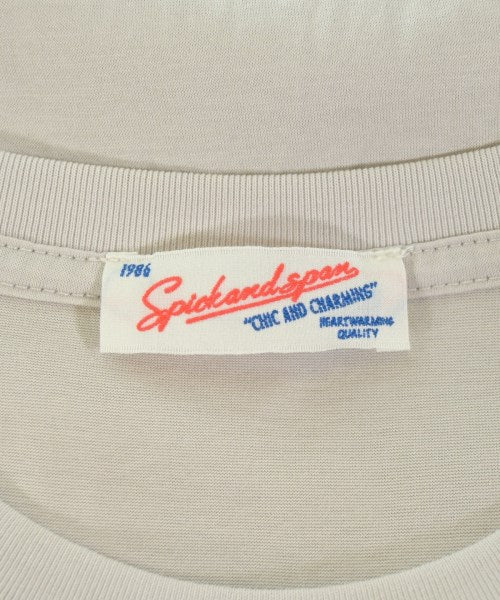 1986
Spickandspan
"CHIC AND CHARMING"
HEARTWARMING
QUALITY